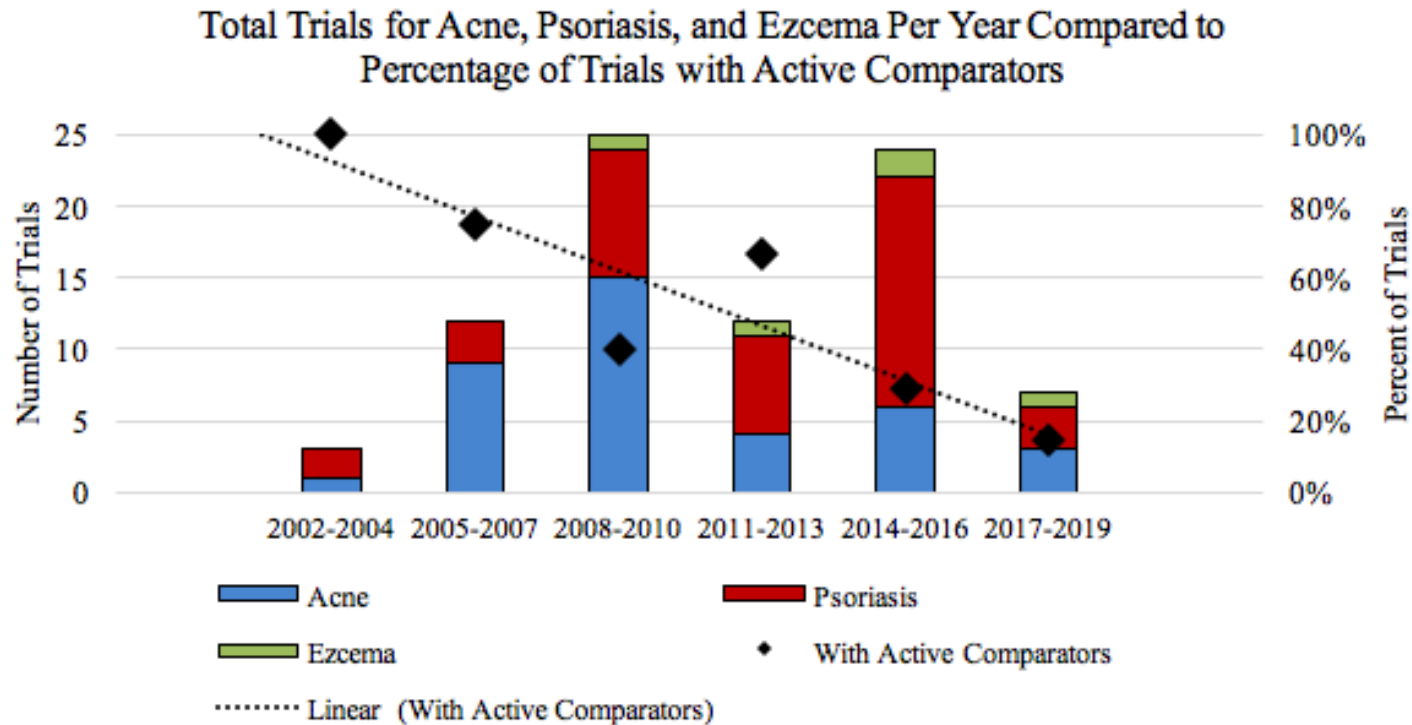 Total Trials for Acne, Psoriasis, and Ezcema Per Year Compared to
Percentage of Trials with Active Comparators
Number of Trials
25
20
15
10
5
0
100%
80%
60%
40%
20%
0%
Percent of Trials
2002-2004 2005-2007 2008-2010 2011-2013 2014-2016 2017-2019
Acne
Psoriasis
Ezcema
With Active Comparators
Linear (With Active Comparators)